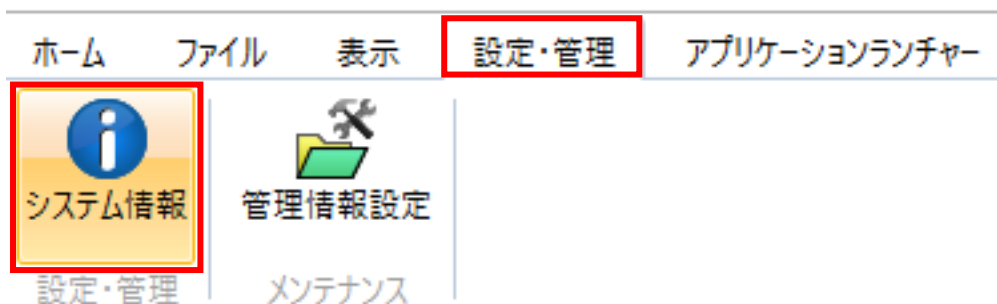 ホーム ファイル 表示 設定・管理 アプリケーションランチャー
システム情報 管理情報設定
設定・管理 メンテナンス